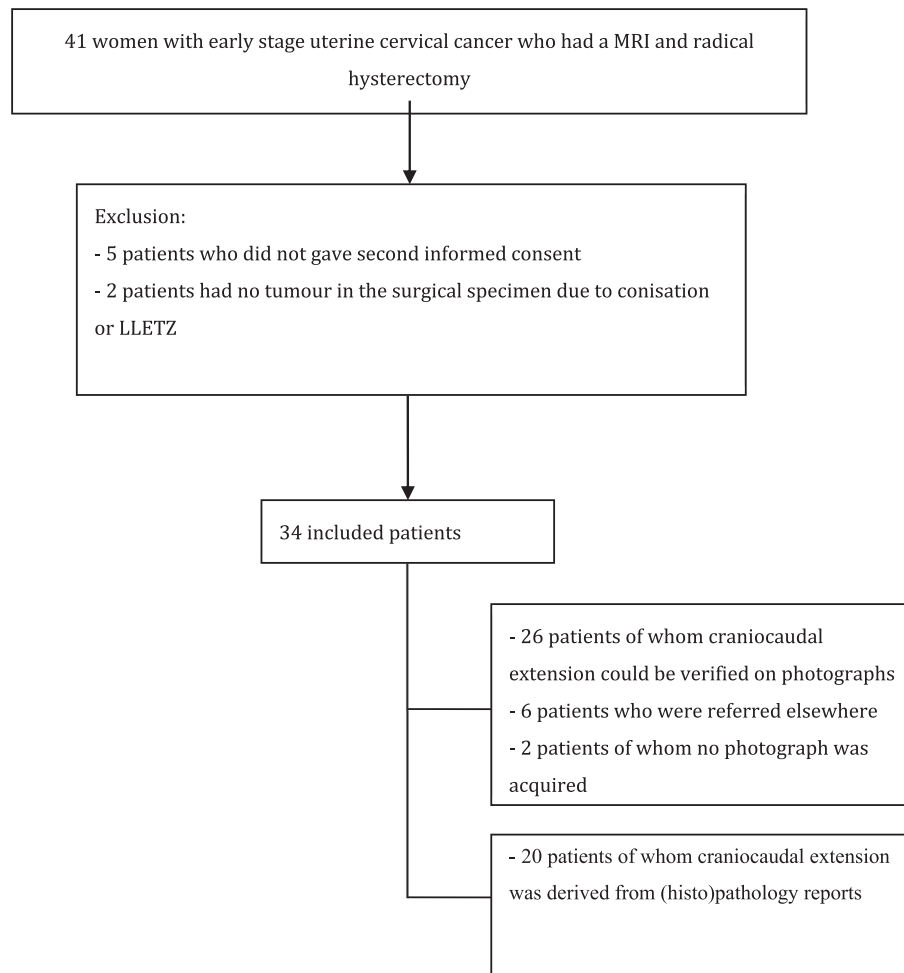 41 women with early stage uterine cervical cancer who had a MRI and radical
hysterectomy
Exclusion:
- 5 patients who did not gave second informed consent
- 2 patients had no tumour in the surgical specimen due to conisation
or LLETZ
34 included patients
- 26 patients of whom craniocaudal
extension could be verified on photographs
- 6 patients who were referred elsewhere
- 2 patients of whom no photograph was
acquired
- 20 patients of whom craniocaudal extension
was derived from (histo)pathology reports